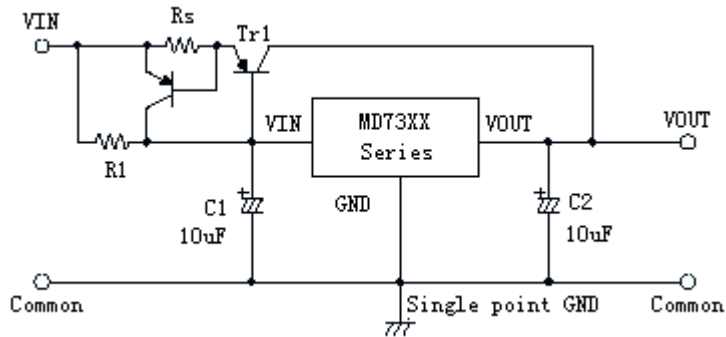 VIN
Rs
Tr1
R1
VIN
MD73XX
Series
VOUT
VOUT
C1
10uF
GND
C2
10uF
Common
Single point GND
Common